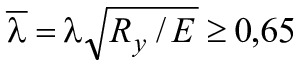 λ̅ = λ√(R_y / E) ≥ 0,65